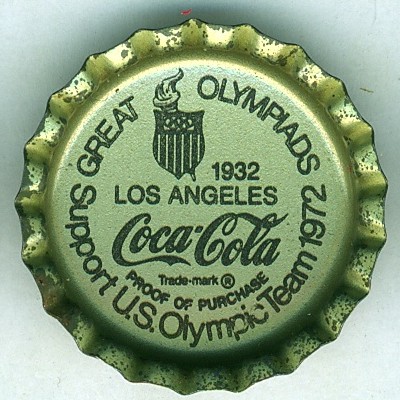 GREAT OLYMPIADS
1932
LOS ANGELES
Coca-Cola
Trade-mark ®
PROOF OF PURCHASE
Support U.S. Olympic Team 1972